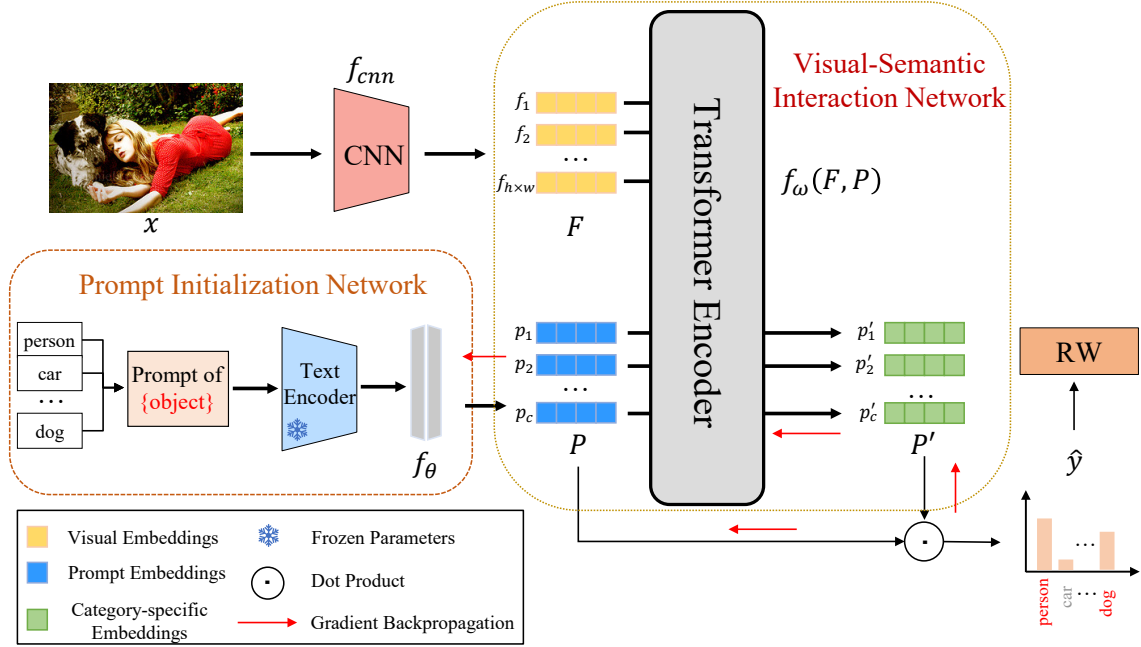 f_cnn
CNN
x
f_1
f_2
...
f_{h×w}
F
Transformer Encoder
Visual-Semantic
Interaction Network
f_ω(F, P)
Prompt Initialization Network
person
car
...
dog
Prompt of
{object}
Text
Encoder
f_θ
p_1
p_2
...
p_c
P
p'_1
p'_2
...
p'_c
P'
RW
ŷ
...
person
car
...
dog
Visual Embeddings
Prompt Embeddings
Category-specific
Embeddings
Frozen Parameters
Dot Product
Gradient Backpropagation